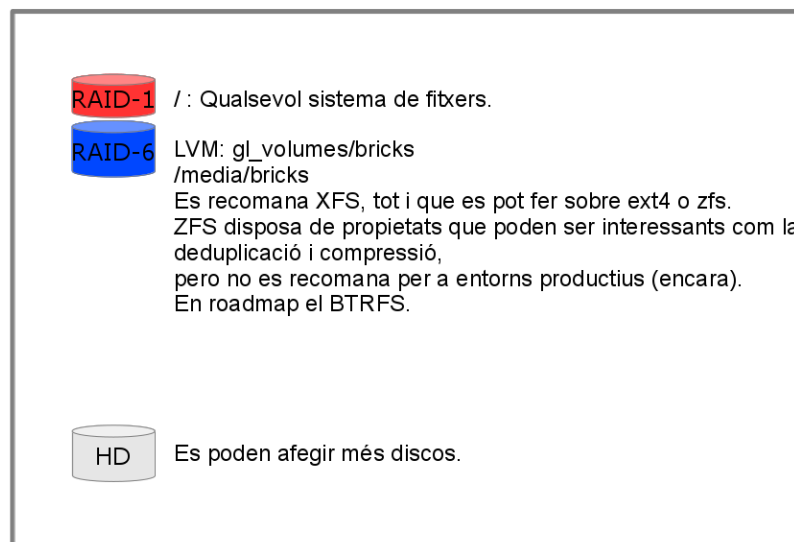 RAID-1
/ : Qualsevol sistema de fitxers.
RAID-6
LVM: gl_volumes/bricks
/media/bricks
Es recomana XFS, tot i que es pot fer sobre ext4 o zfs.
ZFS disposa de propietats que poden ser interessants com la
deduplicació i compressió,
pero no es recomana per a entorns productius (encara).
En roadmap el BTRFS.
HD
Es poden afegir més discos.